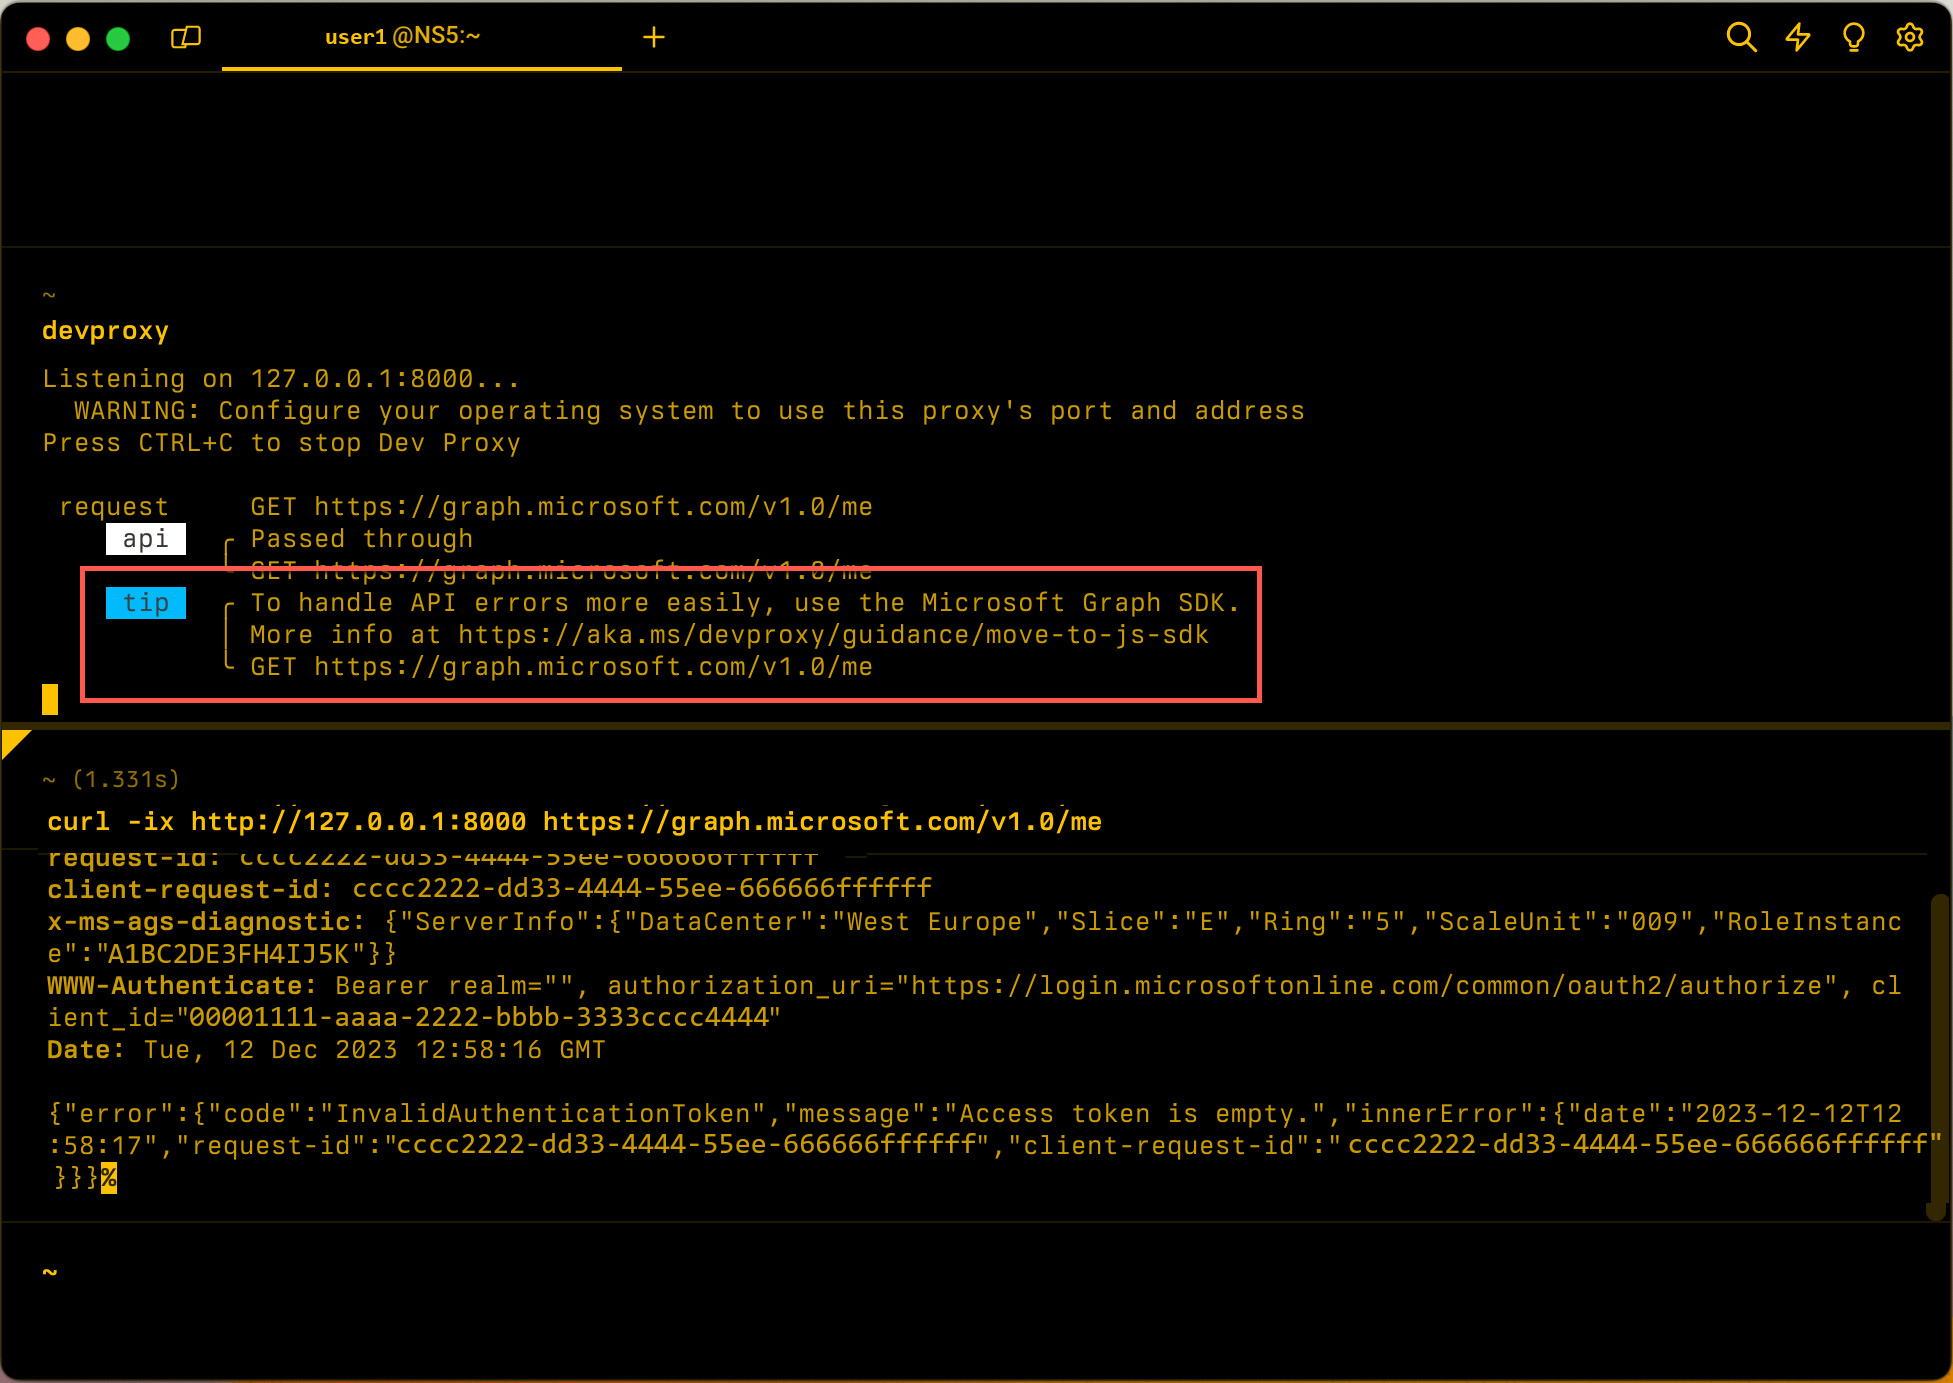 user1 @NS5:~
~
devproxy
Listening on 127.0.0.1:8000...
WARNING: Configure your operating system to use this proxy's port and address
Press CTRL+C to stop Dev Proxy
request GET https://graph.microsoft.com/v1.0/me
api Passed through
GET https://graph.microsoft.com/v1.0/me
tip To handle API errors more easily, use the Microsoft Graph SDK.
More info at https://aka.ms/devproxy/guidance/move-to-js-sdk
GET https://graph.microsoft.com/v1.0/me
~ (1.331s)
curl -ix http://127.0.0.1:8000 https://graph.microsoft.com/v1.0/me
request-id: cccc2222-dd33-4444-55ee-666666ffffff
client-request-id: cccc2222-dd33-4444-55ee-666666ffffff
x-ms-ags-diagnostic: {"ServerInfo":{"DataCenter":"West Europe","Slice":"E","Ring":"5","ScaleUnit":"009","RoleInstanc
e":"A1BC2DE3FH4IJ5K"}}
WWW-Authenticate: Bearer realm="", authorization_uri="https://login.microsoftonline.com/common/oauth2/authorize", cl
ient_id="00001111-aaaa-2222-bbbb-3333cccc4444"
Date: Tue, 12 Dec 2023 12:58:16 GMT
{"error":{"code":"InvalidAuthenticationToken","message":"Access token is empty.","innerError":{"date":"2023-12-12T12
:58:17","request-id":"cccc2222-dd33-4444-55ee-666666ffffff","client-request-id":"cccc2222-dd33-4444-55ee-666666ffffff"
}}}%
~